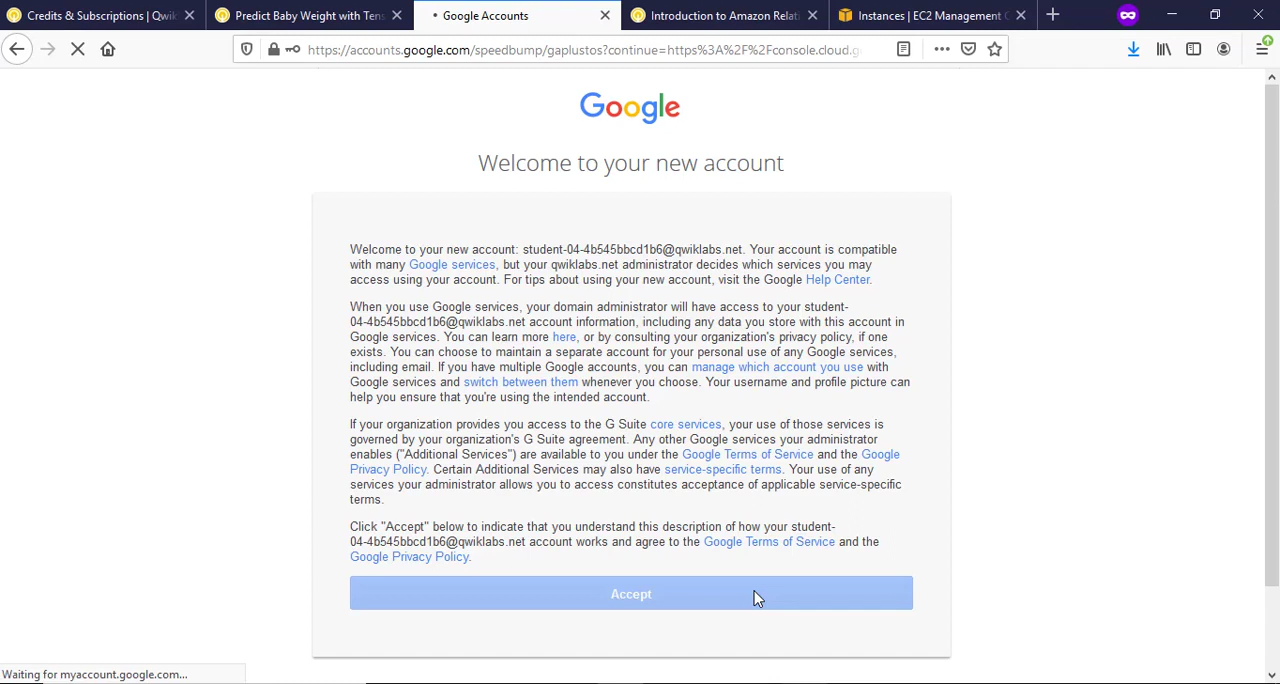 Credits & Subscriptions | Qwik
Predict Baby Weight with Tens
Google Accounts
Introduction to Amazon Relati
Instances | EC2 Management C
https://accounts.google.com/speedbump/gaplustos?continue=https%3A%2F%2Fconsole.cloud.g
Google
Welcome to your new account
Welcome to your new account: student-04-4b545bbcd1b6@qwiklabs.net. Your account is compatible
with many Google services, but your qwiklabs.net administrator decides which services you may
access using your account. For tips about using your new account, visit the Google Help Center.
When you use Google services, your domain administrator will have access to your student-
04-4b545bbcd1b6@qwiklabs.net account information, including any data you store with this account in
Google services. You can learn more here, or by consulting your organization's privacy policy, if one
exists. You can choose to maintain a separate account for your personal use of any Google services,
including email. If you have multiple Google accounts, you can manage which account you use with
Google services and switch between them whenever you choose. Your username and profile picture can
help you ensure that you're using the intended account.
If your organization provides you access to the G Suite core services, your use of those services is
governed by your organization's G Suite agreement. Any other Google services your administrator
enables ("Additional Services") are available to you under the Google Terms of Service and the Google
Privacy Policy. Certain Additional Services may also have service-specific terms. Your use of any
services your administrator allows you to access constitutes acceptance of applicable service-specific
terms.
Click "Accept" below to indicate that you understand this description of how your student-
04-4b545bbcd1b6@qwiklabs.net account works and agree to the Google Terms of Service and the
Google Privacy Policy.
Accept
Waiting for myaccount.google.com...